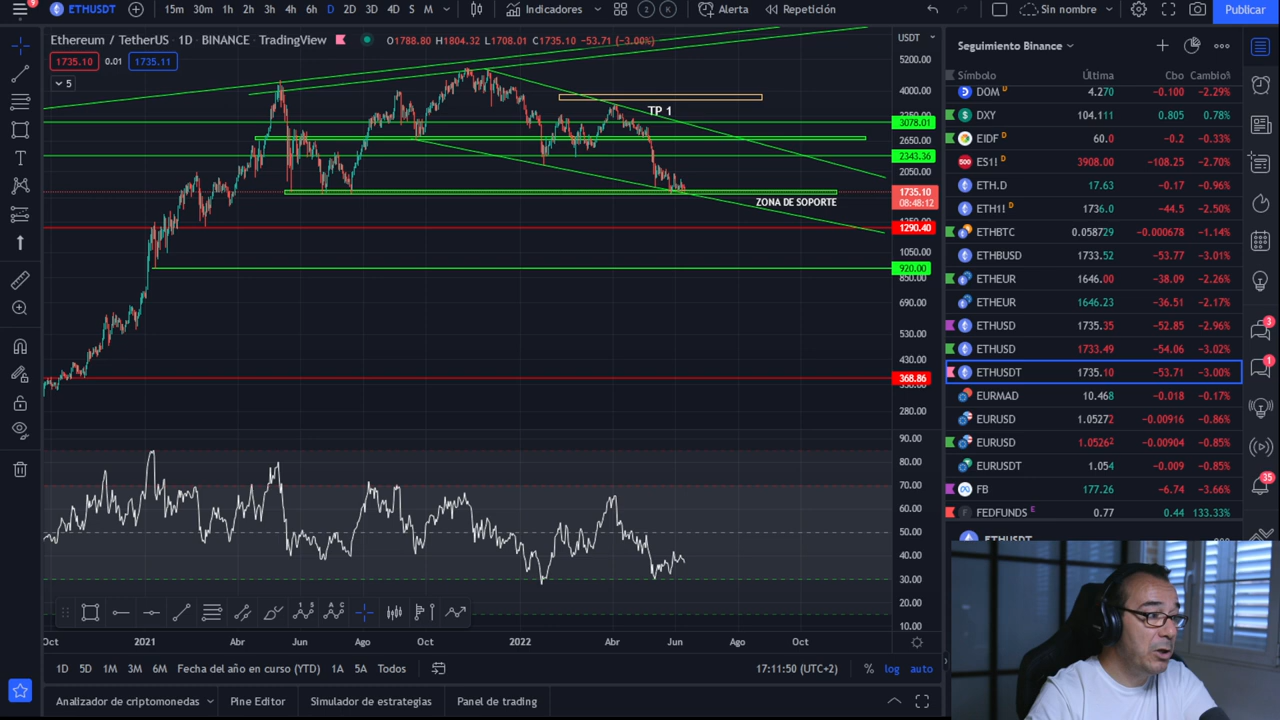 9
ETHUSDT
15m 30m 1h 2h 3h 4h 6h D 2D 3D 4D S M
Indicadores
2 K
Alerta
Repetición
Sin nombre
Publicar
Ethereum / TetherUS · 1D · BINANCE · TradingView
O1788.80 H1804.32 L1708.01 C1735.10 −53.71 (−3.00%)
1735.10 0.01 1735.11
5
TP 1
ZONA DE SOPORTE
USDT
5200.00
4000.00
3078.01
2650.00
2343.36
2050.00
1735.10
08:48:12
1290.40
1050.00
920.00
850.00
690.00
530.00
430.00
368.86
280.00
90.00
80.00
70.00
60.00
50.00
40.00
30.00
20.00
10.00
Oct 2021 Abr Jun Ago Oct 2022 Abr Jun Ago Oct
1D 5D 1M 3M 6M Fecha del año en curso (YTD) 1A 5A Todos
17:11:50 (UTC+2) % log auto
Analizador de criptomonedas Pine Editor Simulador de estrategias Panel de trading
Seguimiento Binance
Símbolo Última Cbo Cambio%
DOM D 4.270 −0.100 −2.29%
DXY 104.111 0.805 0.78%
EIDF D 60.0 −0.2 −0.33%
ES1! D 3908.00 −108.25 −2.70%
ETH.D 17.63 −0.17 −0.96%
ETH1! D 1736.0 −44.5 −2.50%
ETHBTC 0.058729 −0.000678 −1.14%
ETHBUSD 1733.52 −53.77 −3.01%
ETHEUR 1646.00 −38.09 −2.26%
ETHEUR 1646.23 −36.51 −2.17%
ETHUSD 1735.35 −52.85 −2.96%
ETHUSD 1733.49 −54.06 −3.02%
ETHUSDT 1735.10 −53.71 −3.00%
EURMAD 10.468 −0.018 −0.17%
EURUSD 1.05272 −0.00916 −0.86%
EURUSD 1.05262 −0.00904 −0.85%
EURUSDT 1.054 −0.009 −0.85%
FB 177.26 −6.74 −3.66%
FEDFUNDS E 0.77 0.44 133.33%
ETHUSDT
3
1
35